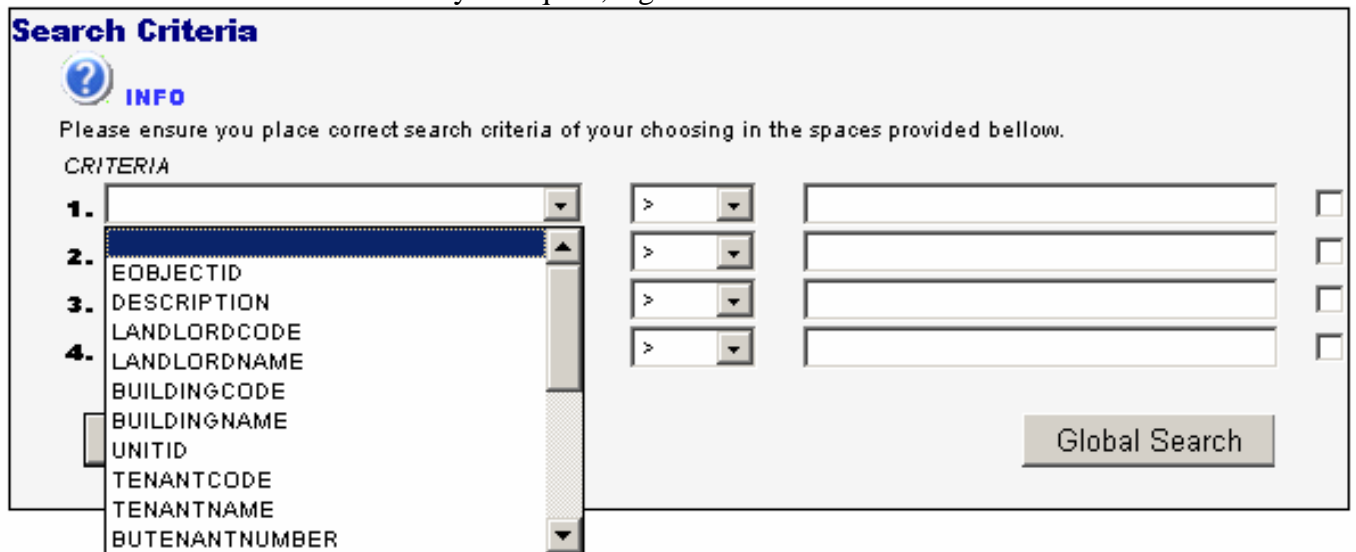 Search Criteria
INFO
Please ensure you place correct search criteria of your choosing in the spaces provided bellow.
CRITERIA
1. >
2. >
3. >
4. >
EOBJECTID
DESCRIPTION
LANDLORDCODE
LANDLORDNAME
BUILDINGCODE
BUILDINGNAME
UNITID
TENANTCODE
TENANTNAME
BUTENANTNUMBER
Global Search